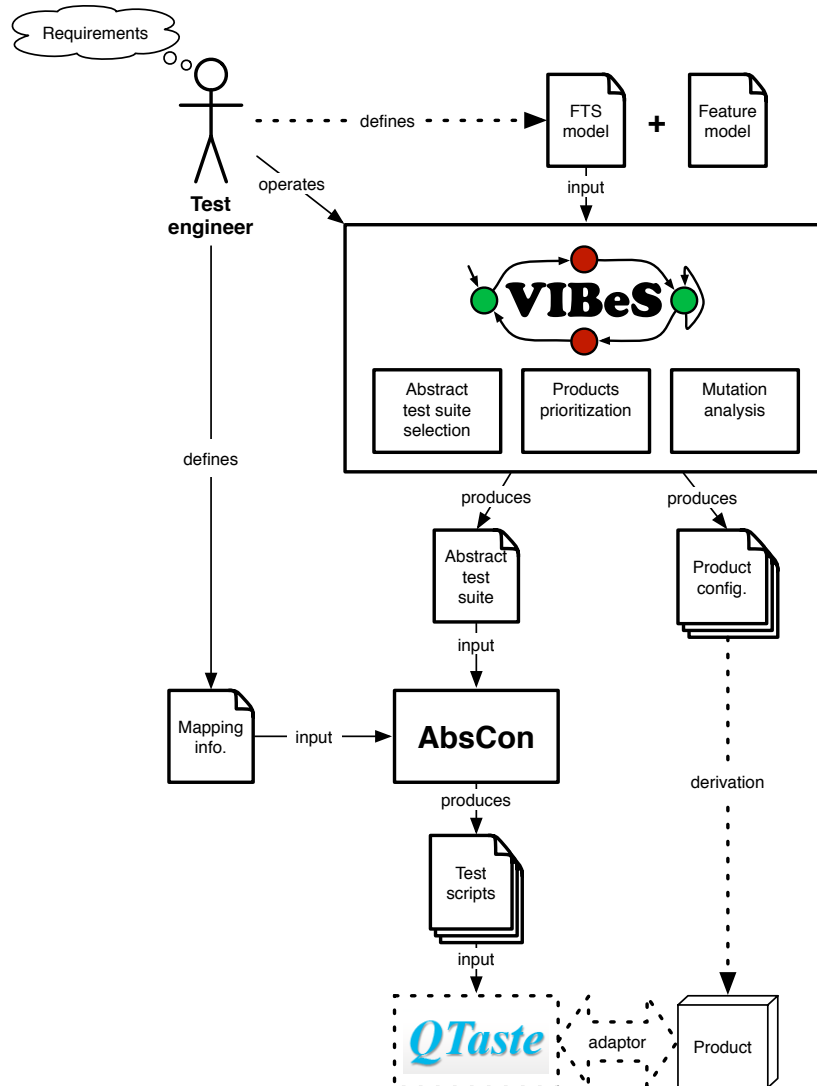 Requirements
FTS
model
+
Feature
model
defines
operates
input
Test
engineer
VIBeS
Abstract
test suite
selection
Products
prioritization
Mutation
analysis
defines
produces
produces
Abstract
test
suite
Product
config.
input
Mapping
info.
input
AbsCon
derivation
produces
Test
scripts
input
QTaste
adaptor
Product